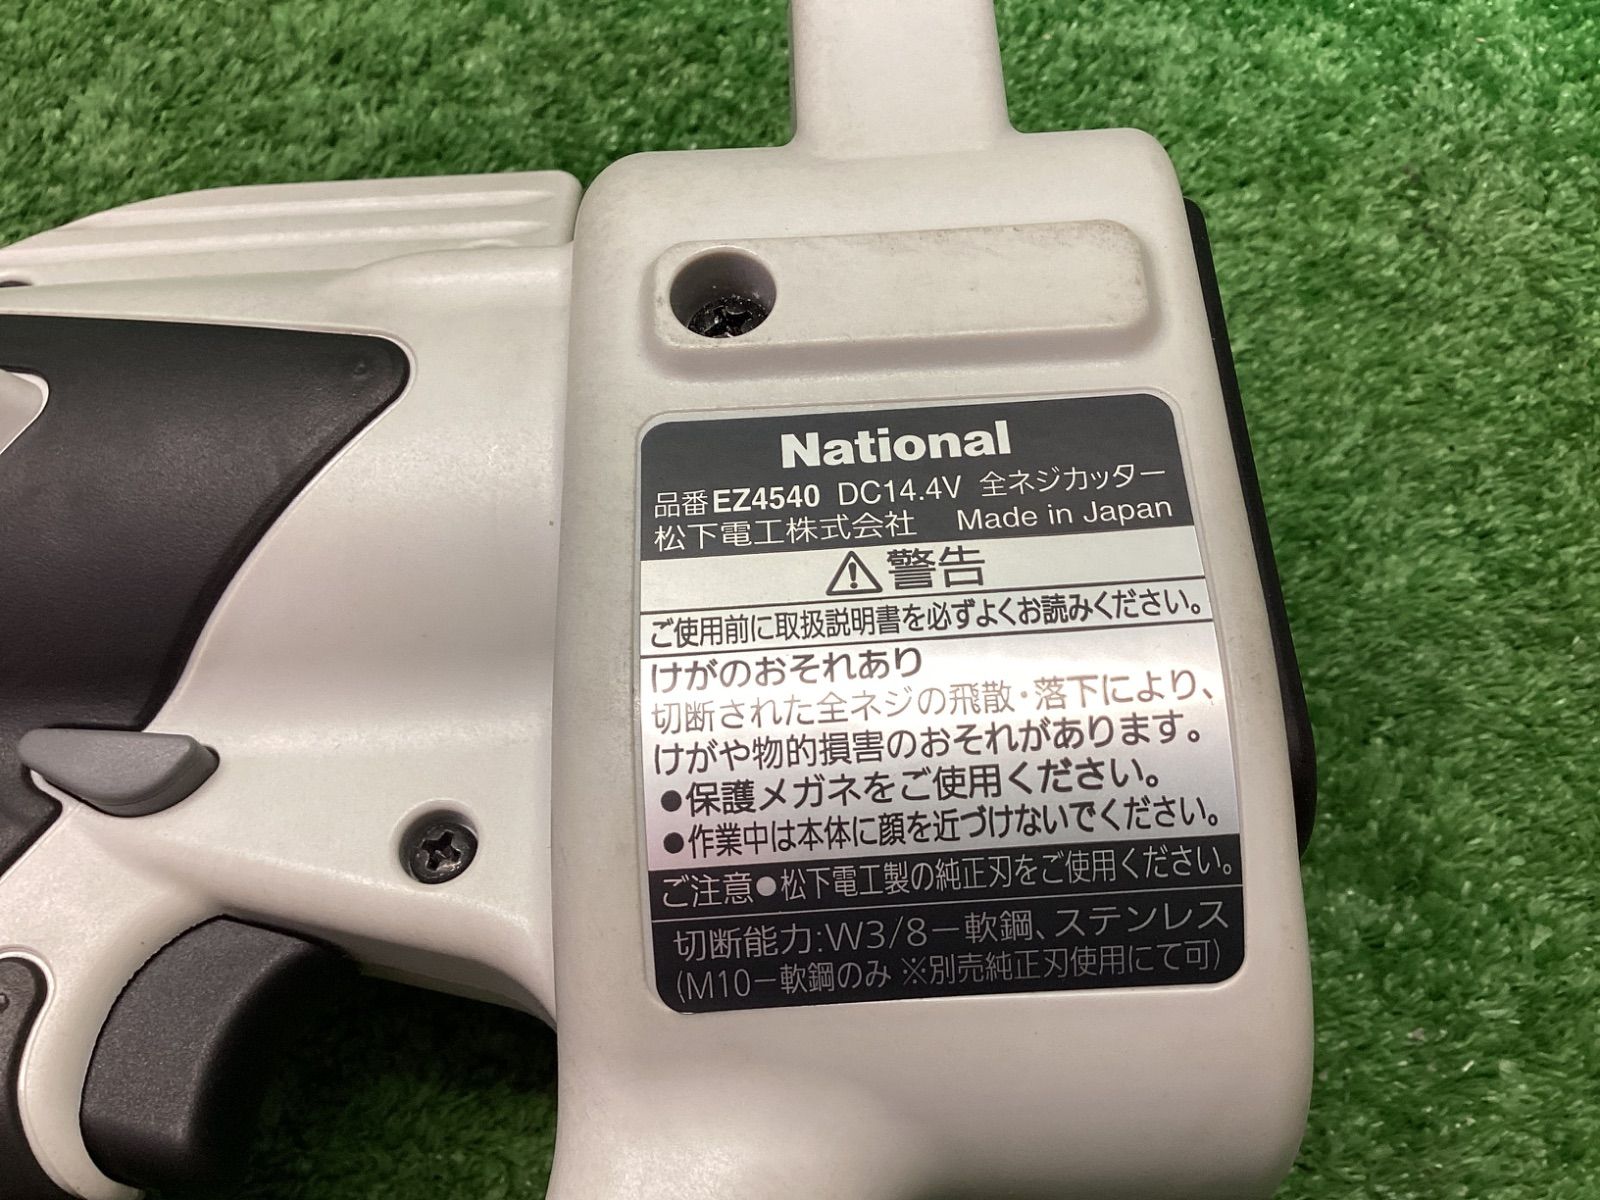 National
品番EZ4540 DC14.4V 全ネジカッター
松下電工株式会社 Made in Japan
⚠警告
ご使用前に取扱説明書を必ずよくお読みください。
けがのおそれあり
切断された全ネジの飛散・落下により、
けがや物的損害のおそれがあります。
●保護メガネをご使用ください。
●作業中は本体に顔を近づけないでください。
ご注意●松下電工製の純正刃をご使用ください。
切断能力:W3/8ー軟鋼、ステンレス
(M10ー軟鋼のみ ※別売純正刃使用にて可)